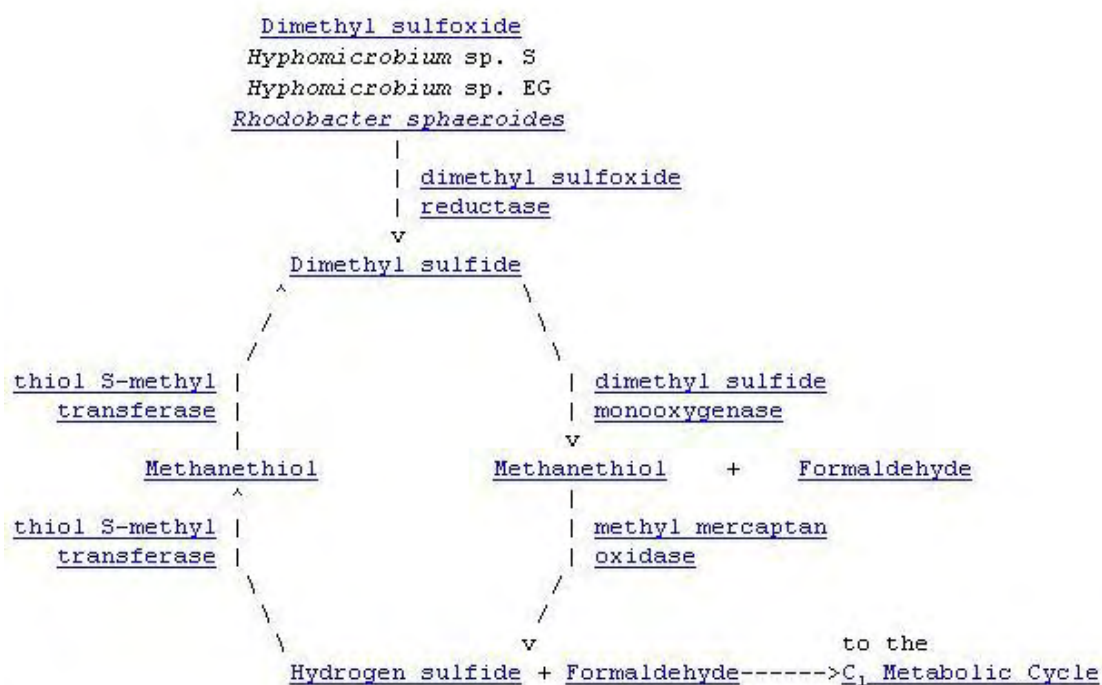 Dimethyl sulfoxide
Hyphomicrobium sp. S
Hyphomicrobium sp. EG
Rhodobacter sphaeroides
dimethyl sulfoxide
reductase
Dimethyl sulfide
thiol S-methyl
transferase
dimethyl sulfide
monooxygenase
Methanethiol
Methanethiol + Formaldehyde
thiol S-methyl
transferase
methyl mercaptan
oxidase
to the
Hydrogen sulfide + Formaldehyde------>C₁ Metabolic Cycle